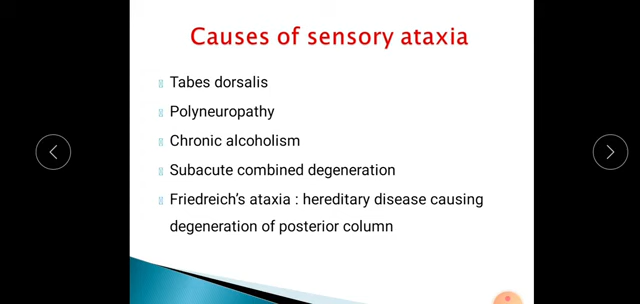 Causes of sensory ataxia
Tabes dorsalis
Polyneuropathy
Chronic alcoholism
Subacute combined degeneration
Friedreich's ataxia : hereditary disease causing
degeneration of posterior column